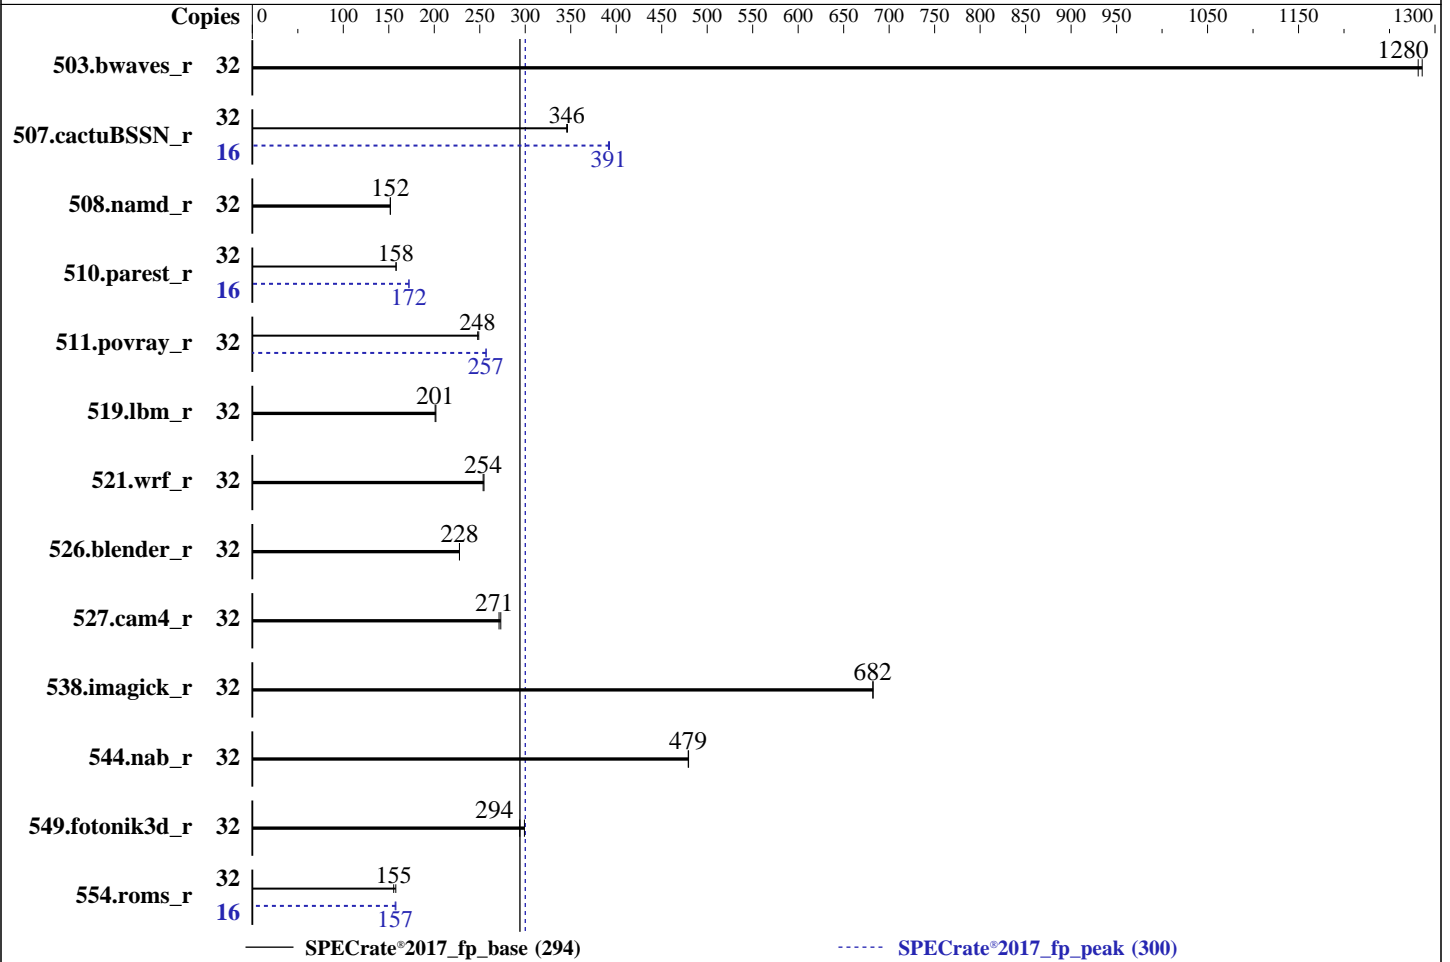 Copies 0 100 150 200 250 300 350 400 450 500 550 600 650 700 750 800 850 900 950 1050 1150 1300
503.bwaves_r 32 1280
507.cactuBSSN_r 32 346
16 391
508.namd_r 32 152
510.parest_r 32 158
16 172
511.povray_r 32 248
257
519.lbm_r 32 201
521.wrf_r 32 254
526.blender_r 32 228
527.cam4_r 32 271
538.imagick_r 32 682
544.nab_r 32 479
549.fotonik3d_r 32 294
554.roms_r 32 155
16 157
SPECrate®2017_fp_base (294) SPECrate®2017_fp_peak (300)